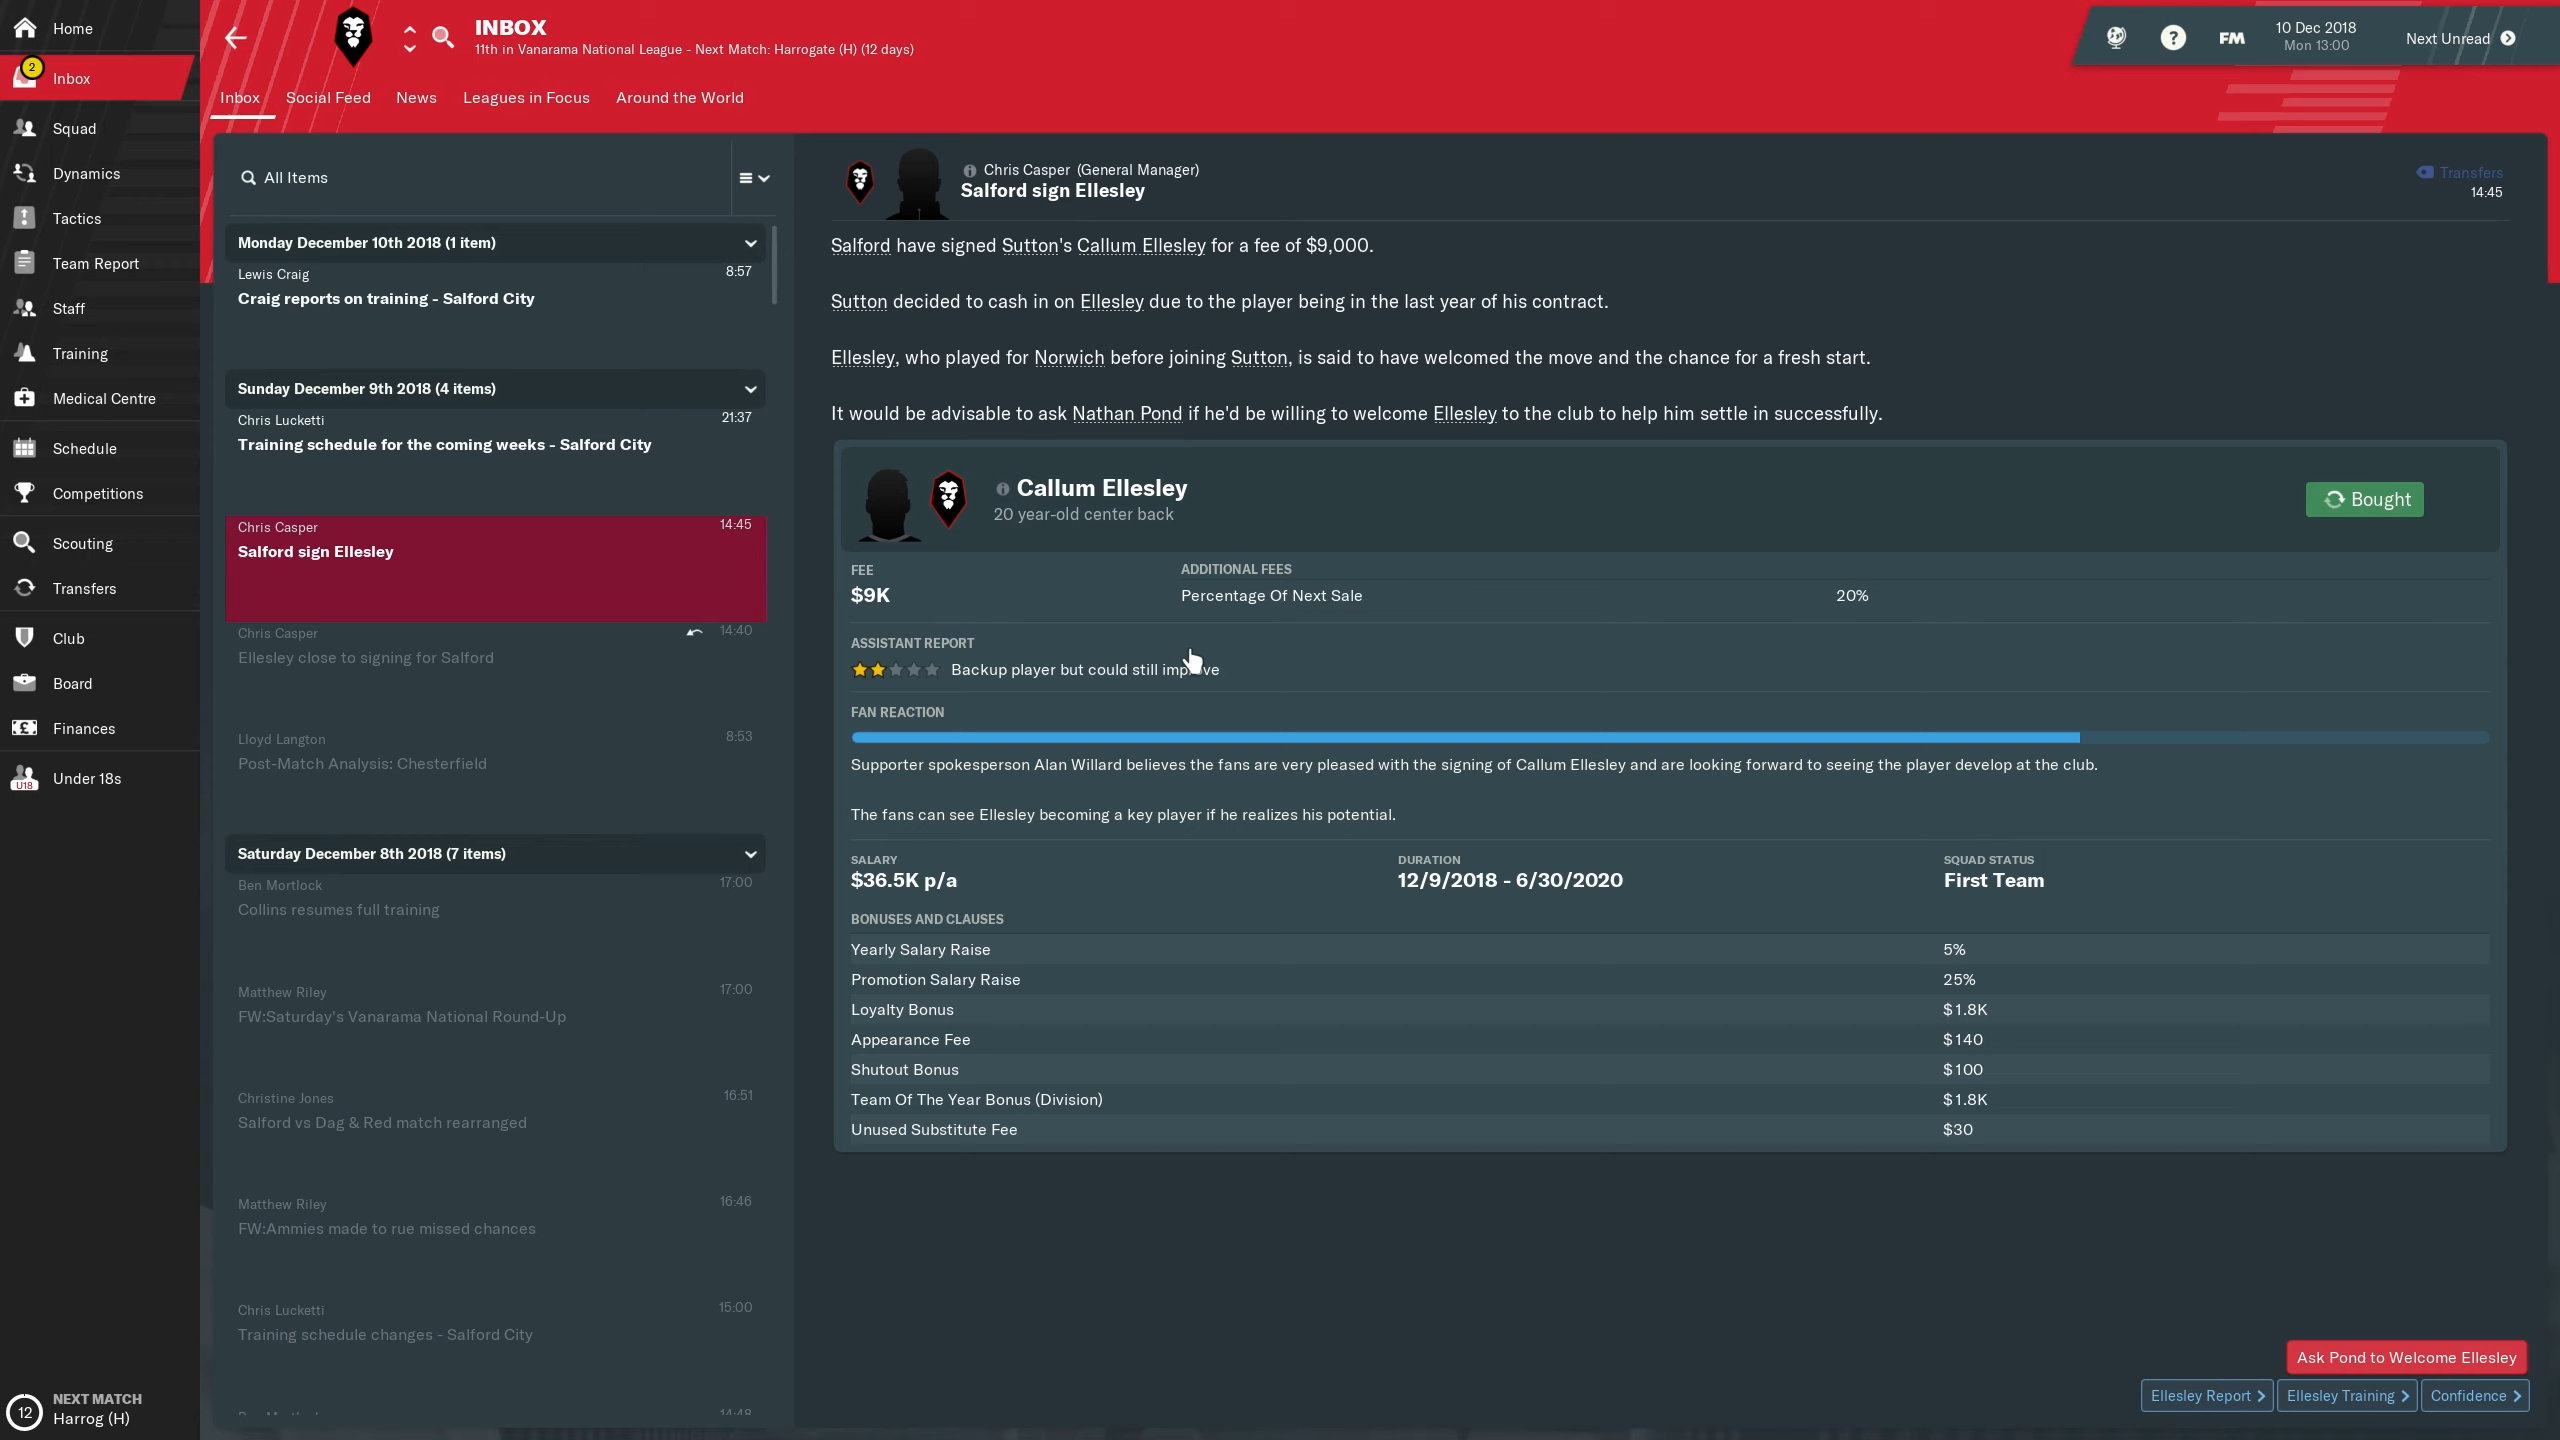 Home
2
Inbox
Squad
Dynamics
Tactics
Team Report
Staff
Training
Medical Centre
Schedule
Competitions
Scouting
Transfers
Club
Board
Finances
U18
Under 18s
NEXT MATCH
12
Harrog (H)
INBOX
11th in Vanarama National League - Next Match: Harrogate (H) (12 days)
?
FM
10 Dec 2018
Mon 13:00
Next Unread
Inbox
Social Feed
News
Leagues in Focus
Around the World
All Items
Monday December 10th 2018 (1 item)
Lewis Craig 8:57
Craig reports on training - Salford City
Sunday December 9th 2018 (4 items)
Chris Lucketti 21:37
Training schedule for the coming weeks - Salford City
Chris Casper 14:45
Salford sign Ellesley
Chris Casper 14:40
Ellesley close to signing for Salford
Lloyd Langton 8:53
Post-Match Analysis: Chesterfield
Saturday December 8th 2018 (7 items)
Ben Mortlock 17:00
Collins resumes full training
Matthew Riley 17:00
FW:Saturday's Vanarama National Round-Up
Christine Jones 16:51
Salford vs Dag & Red match rearranged
Matthew Riley 16:46
FW:Ammies made to rue missed chances
Chris Lucketti 15:00
Training schedule changes - Salford City
Chris Casper (General Manager)
Salford sign Ellesley
Transfers
14:45
Salford have signed Sutton's Callum Ellesley for a fee of $9,000.
Sutton decided to cash in on Ellesley due to the player being in the last year of his contract.
Ellesley, who played for Norwich before joining Sutton, is said to have welcomed the move and the chance for a fresh start.
It would be advisable to ask Nathan Pond if he'd be willing to welcome Ellesley to the club to help him settle in successfully.
Callum Ellesley
20 year-old center back
Bought
FEE
$9K
ADDITIONAL FEES
Percentage Of Next Sale 20%
ASSISTANT REPORT
Backup player but could still improve
FAN REACTION
Supporter spokesperson Alan Willard believes the fans are very pleased with the signing of Callum Ellesley and are looking forward to seeing the player develop at the club.
The fans can see Ellesley becoming a key player if he realizes his potential.
SALARY
$36.5K p/a
DURATION
12/9/2018 - 6/30/2020
SQUAD STATUS
First Team
BONUSES AND CLAUSES
Yearly Salary Raise 5%
Promotion Salary Raise 25%
Loyalty Bonus $1.8K
Appearance Fee $140
Shutout Bonus $100
Team Of The Year Bonus (Division) $1.8K
Unused Substitute Fee $30
Ask Pond to Welcome Ellesley
Ellesley Report
Ellesley Training
Confidence